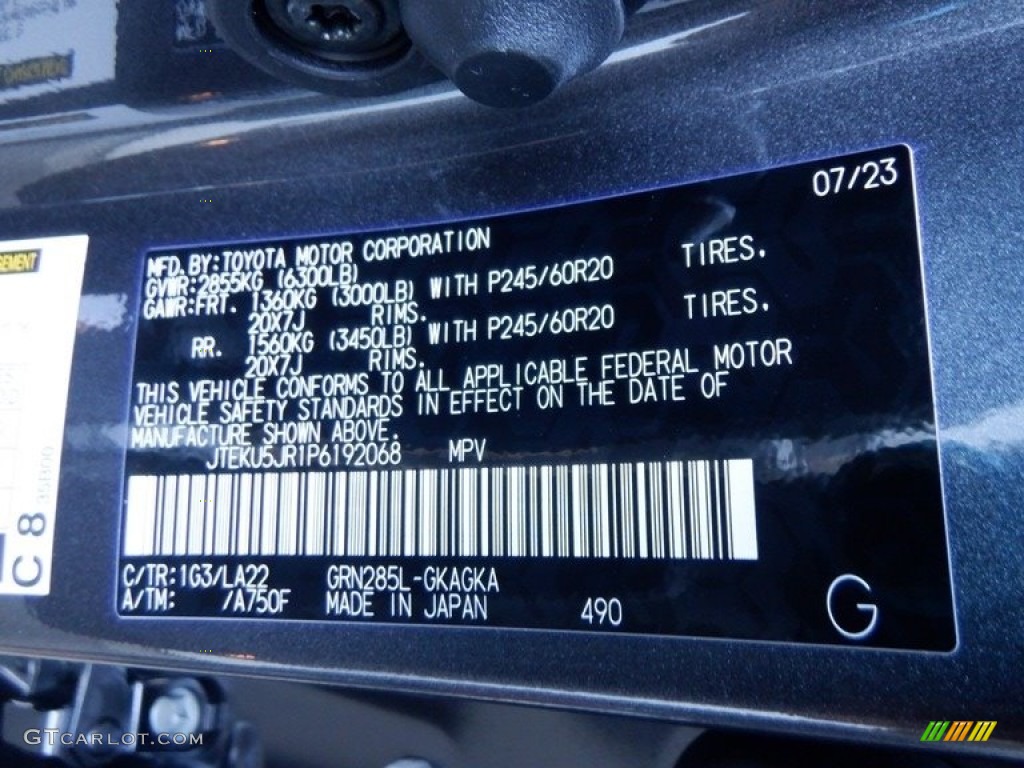 07/23
MFD. BY:TOYOTA MOTOR CORPORATION
GVWR:2855KG (6300LB)
GAWR:FRT. 1360KG (3000LB) WITH P245/60R20 TIRES.
20X7J RIMS.
RR. 1560KG (3450LB) WITH P245/60R20 TIRES.
20X7J RIMS.
THIS VEHICLE CONFORMS TO ALL APPLICABLE FEDERAL MOTOR
VEHICLE SAFETY STANDARDS IN EFFECT ON THE DATE OF
MANUFACTURE SHOWN ABOVE.
JTEKU5JR1P6192068 MPV
C/TR:1G3/LA22 GRN285L-GKAGKA
A/TM: /A750F MADE IN JAPAN 490
G
C 8
GTCARLOT.COM